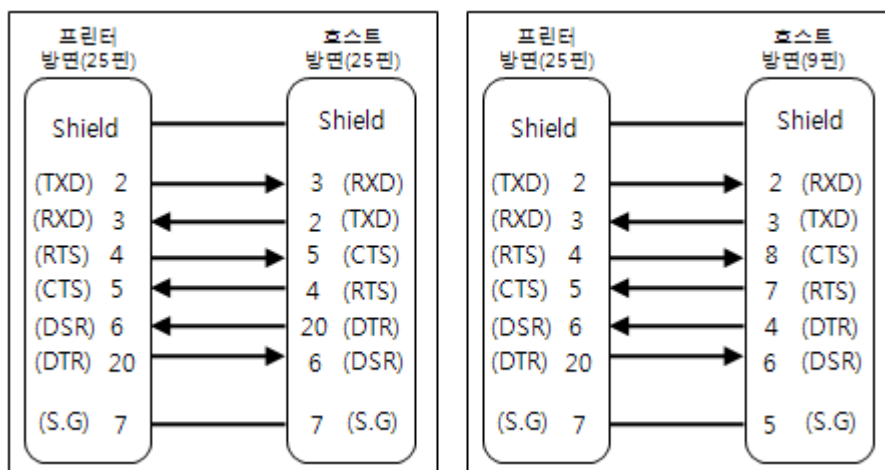 프린터
방면(25핀)
호스트
방면(25핀)
Shield
Shield
(TXD) 2
3 (RXD)
(RXD) 3
2 (TXD)
(RTS) 4
5 (CTS)
(CTS) 5
4 (RTS)
(DSR) 6
20 (DTR)
(DTR) 20
6 (DSR)
(S.G) 7
7 (S.G)
프린터
방면(25핀)
호스트
방면(9핀)
Shield
Shield
(TXD) 2
2 (RXD)
(RXD) 3
3 (TXD)
(RTS) 4
8 (CTS)
(CTS) 5
7 (RTS)
(DSR) 6
4 (DTR)
(DTR) 20
6 (DSR)
(S.G) 7
5 (S.G)